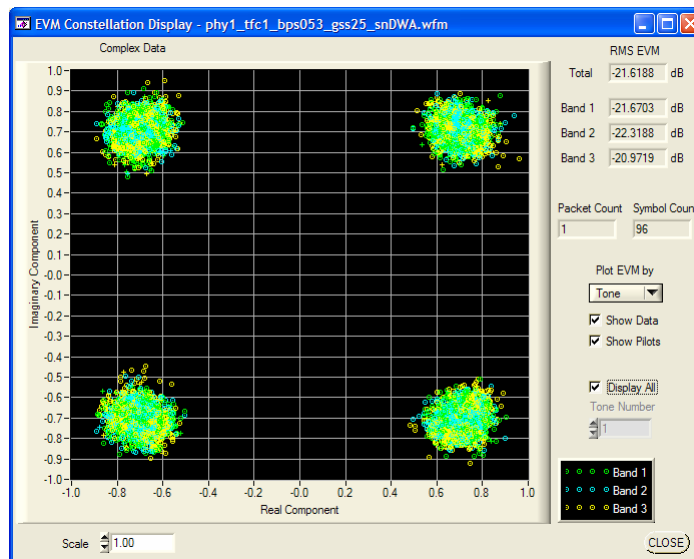 EVM Constellation Display - phy1_tfc1_bps053_gss25_snDWA.wfm
Complex Data
RMS EVM
Total -21.6188 dB
Band 1 -21.6703 dB
Band 2 -22.3188 dB
Band 3 -20.9719 dB
Packet Count Symbol Coun
1 96
Plot EVM by
Tone
Show Data
Show Pilots
Display All
Tone Number
1
Band 1
Band 2
Band 3
Imaginary Component
1.0
0.9
0.8
0.7
0.6
0.5
0.4
0.3
0.2
0.1
-0.0
-0.1
-0.2
-0.3
-0.4
-0.5
-0.6
-0.7
-0.8
-0.9
-1.0
-1.0 -0.8 -0.6 -0.4 -0.2 0.0 0.2 0.4 0.6 0.8 1.0
Real Component
Scale 1.00
CLOSE